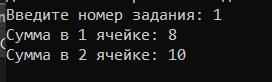 Введите номер задания: 1
Сумма в 1 ячейке: 8
Сумма в 2 ячейке: 10